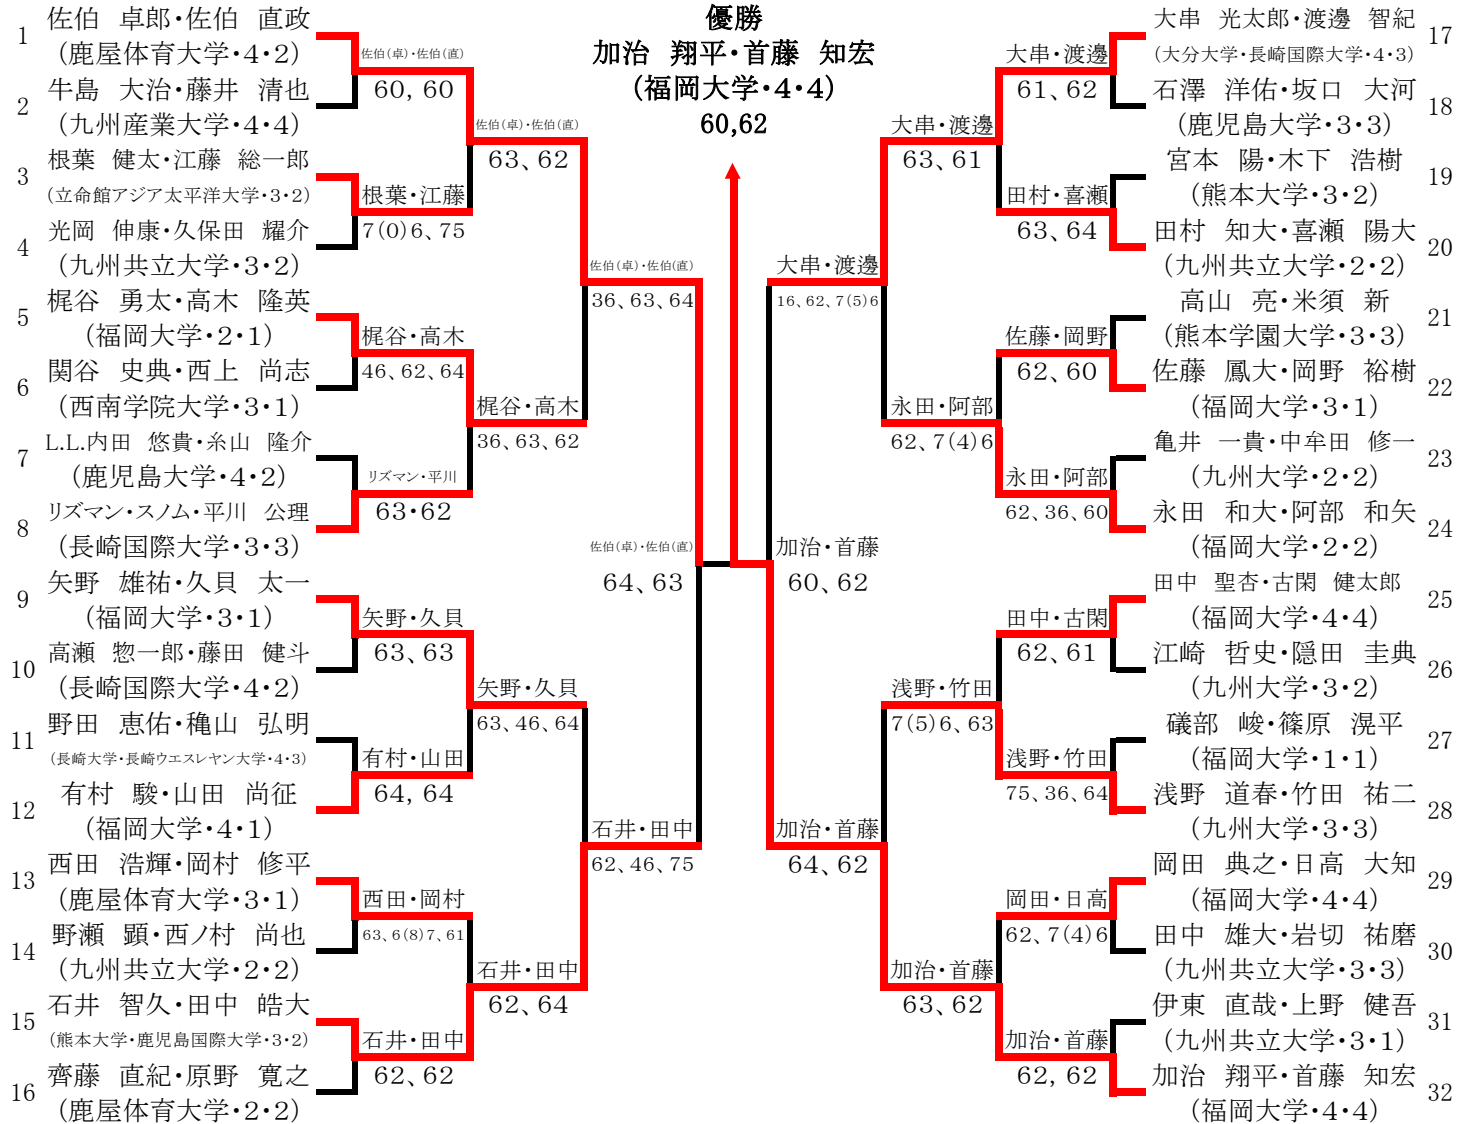 優勝
加治 翔平・首藤 知宏
(福岡大学・4・4)
60,62
1
佐伯 卓郎・佐伯 直政
(鹿屋体育大学・4・2)
2
牛島 大治・藤井 清也
(九州産業大学・4・4)
3
根葉 健太・江藤 総一郎
(立命館アジア太平洋大学・3・2)
4
光岡 伸康・久保田 耀介
(九州共立大学・3・2)
5
梶谷 勇太・高木 隆英
(福岡大学・2・1)
6
関谷 史典・西上 尚志
(西南学院大学・3・1)
7
L.L.内田 悠貴・糸山 隆介
(鹿児島大学・4・2)
8
リズマン・スノム・平川 公理
(長崎国際大学・3・3)
9
矢野 雄祐・久貝 太一
(福岡大学・3・1)
10
高瀬 惣一郎・藤田 健斗
(長崎国際大学・4・2)
11
野田 恵佑・穐山 弘明
(長崎大学・長崎ウエスレヤン大学・4・3)
12
有村 駿・山田 尚征
(福岡大学・4・1)
13
西田 浩輝・岡村 修平
(鹿屋体育大学・3・1)
14
野瀬 顕・西ノ村 尚也
(九州共立大学・2・2)
15
石井 智久・田中 皓大
(熊本大学・鹿児島国際大学・3・2)
16
齊藤 直紀・原野 寛之
(鹿屋体育大学・2・2)
佐伯(卓)・佐伯(直)
60, 60
根葉・江藤
7(0)6、75
梶谷・高木
46、62、64
リズマン・平川
63・62
矢野・久貝
63、63
有村・山田
64, 64
西田・岡村
63、6(8)7、61
石井・田中
62、62
佐伯(卓)・佐伯(直)
63、62
梶谷・高木
36、63、62
矢野・久貝
63、46、64
石井・田中
62、64
佐伯(卓)・佐伯(直)
36、63、64
石井・田中
62、46、75
佐伯(卓)・佐伯(直)
64、63
加治・首藤
60、62
大串・渡邊
16、62、7(5)6
加治・首藤
64、62
大串・渡邊
63、61
永田・阿部
62、7(4)6
浅野・竹田
7(5)6、63
加治・首藤
63、62
大串・渡邊
61、62
田村・喜瀬
63、64
佐藤・岡野
62、60
永田・阿部
62、36、60
田中・古閑
62、61
浅野・竹田
75、36、64
岡田・日高
62、7(4)6
加治・首藤
62, 62
大串 光太郎・渡邊 智紀
17
(大分大学・長崎国際大学・4・3)
石澤 洋佑・坂口 大河
18
(鹿児島大学・3・3)
宮本 陽・木下 浩樹
19
(熊本大学・3・2)
田村 知大・喜瀬 陽大
20
(九州共立大学・2・2)
高山 亮・米須 新
21
(熊本学園大学・3・3)
佐藤 鳳大・岡野 裕樹
22
(福岡大学・3・1)
亀井 一貴・中牟田 修一
23
(九州大学・2・2)
永田 和大・阿部 和矢
24
(福岡大学・2・2)
田中 聖杏・古閑 健太郎
25
(福岡大学・4・4)
江崎 哲史・隠田 圭典
26
(九州大学・3・2)
礒部 峻・篠原 滉平
27
(福岡大学・1・1)
浅野 道春・竹田 祐二
28
(九州大学・3・3)
岡田 典之・日高 大知
29
(福岡大学・4・4)
田中 雄大・岩切 祐磨
30
(九州共立大学・3・3)
伊東 直哉・上野 健吾
31
(九州共立大学・3・1)
加治 翔平・首藤 知宏
32
(福岡大学・4・4)